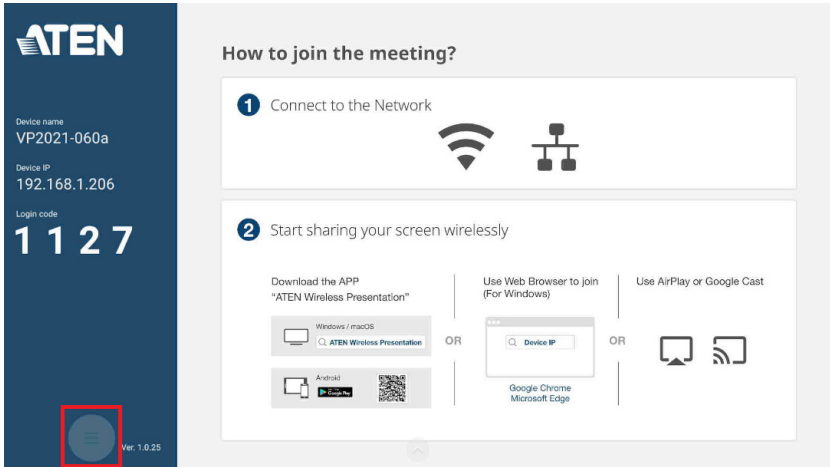 ATEN
Device name
VP2021-060a
Device IP
192.168.1.206
Login code
1 1 2 7
Ver. 1.0.25
How to join the meeting?
1 Connect to the Network
2 Start sharing your screen wirelessly
Download the APP
“ATEN Wireless Presentation”
Windows / macOS
ATEN Wireless Presentation
Android
Google Play
OR
Use Web Browser to join
(For Windows)
Device IP
Google Chrome
Microsoft Edge
OR
Use AirPlay or Google Cast